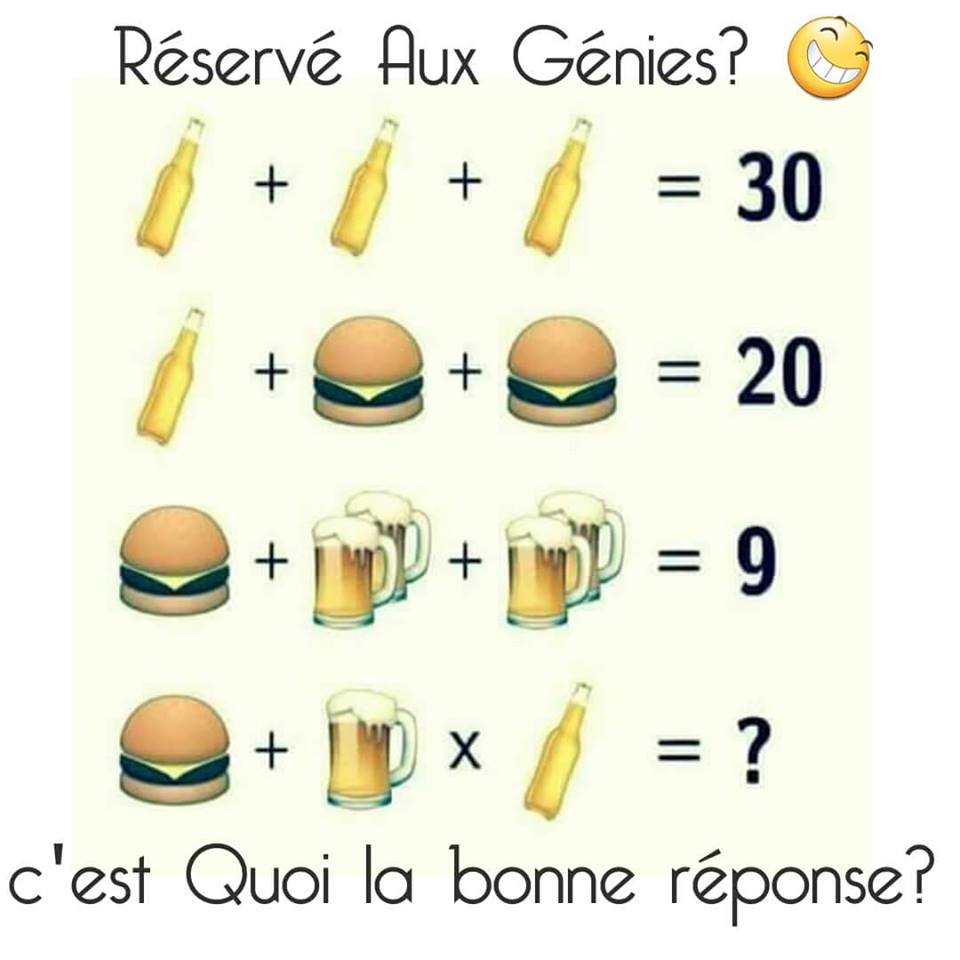 Réservé Aux Génies?
+ + = 30
+ + = 20
+ + = 9
+ x = ?
c'est Quoi la bonne réponse?